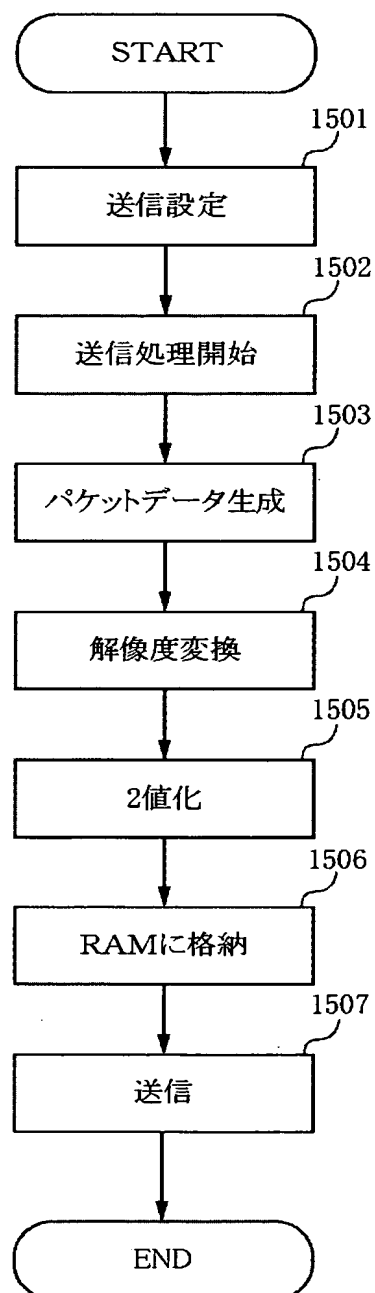 START
1501
送信設定
1502
送信処理開始
1503
パケットデータ生成
1504
解像度変換
1505
2値化
1506
RAMに格納
1507
送信
END